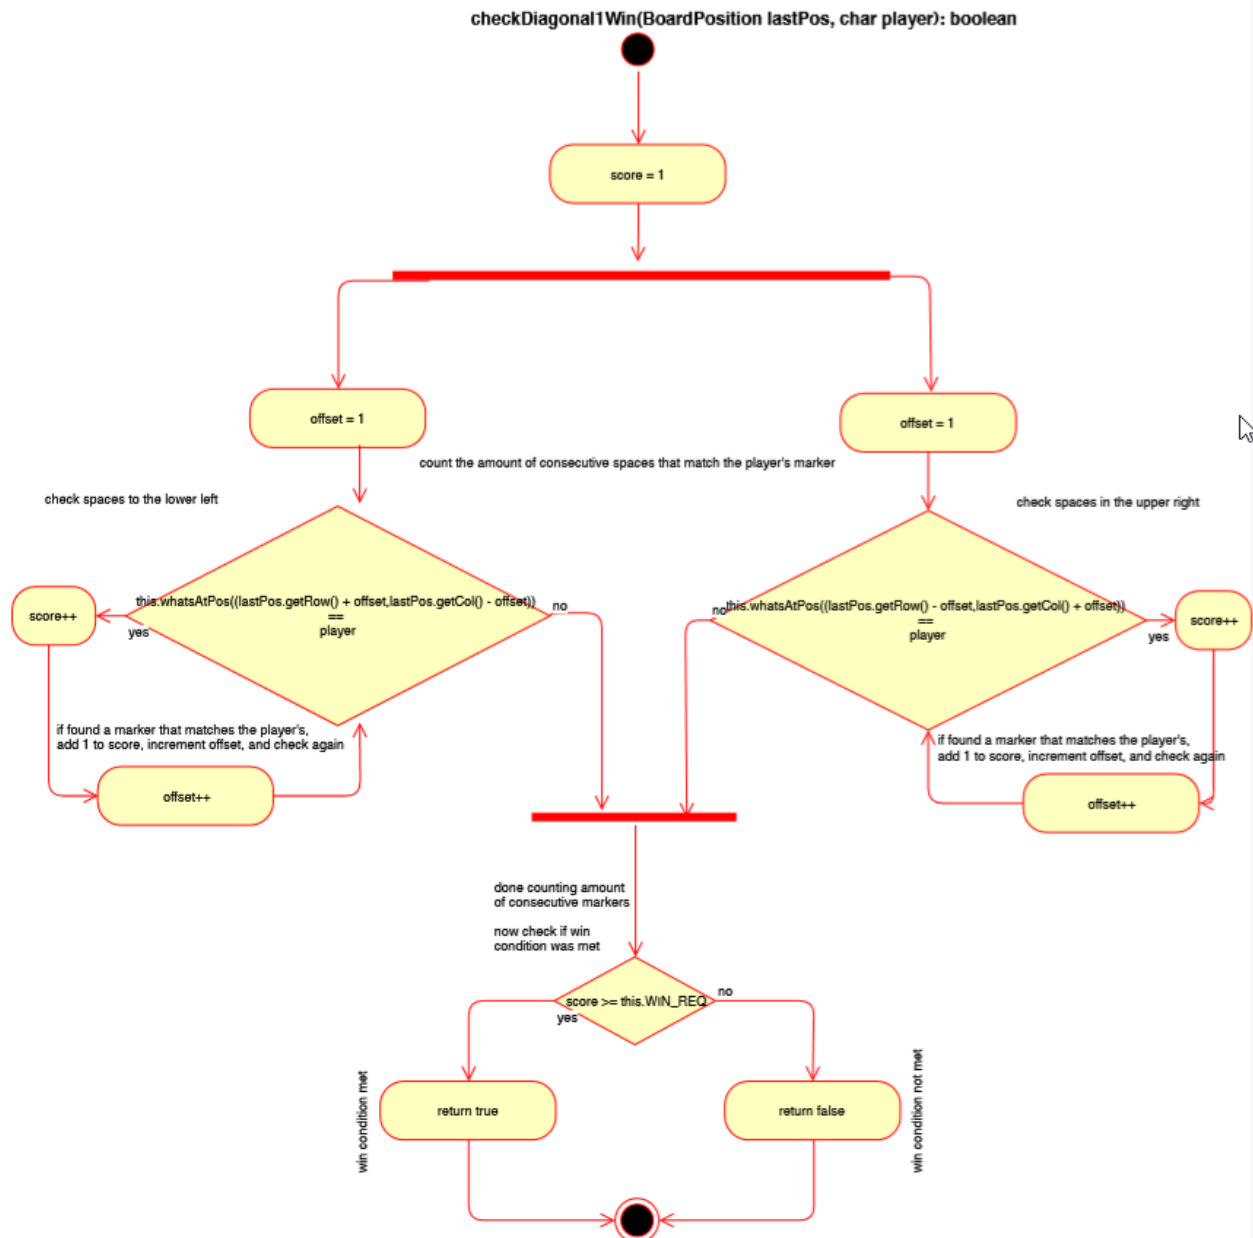 checkDiagonal1Win(BoardPosition lastPos, char player): boolean
score = 1
offset = 1
offset = 1
count the amount of consecutive spaces that match the player's marker
check spaces to the lower left
check spaces in the upper right
this.whatsAtPos((lastPos.getRow() + offset,lastPos.getCol() - offset))
==
player
no
yes
score++
this.whatsAtPos((lastPos.getRow() - offset,lastPos.getCol() + offset))
==
player
no
yes
score++
if found a marker that matches the player's,
add 1 to score, increment offset, and check again
offset++
if found a marker that matches the player's,
add 1 to score, increment offset, and check again
offset++
done counting amount
of consecutive markers
now check if win
condition was met
score >= this.WIN_REQ
no
yes
win condition met
return true
return false
win condition not met